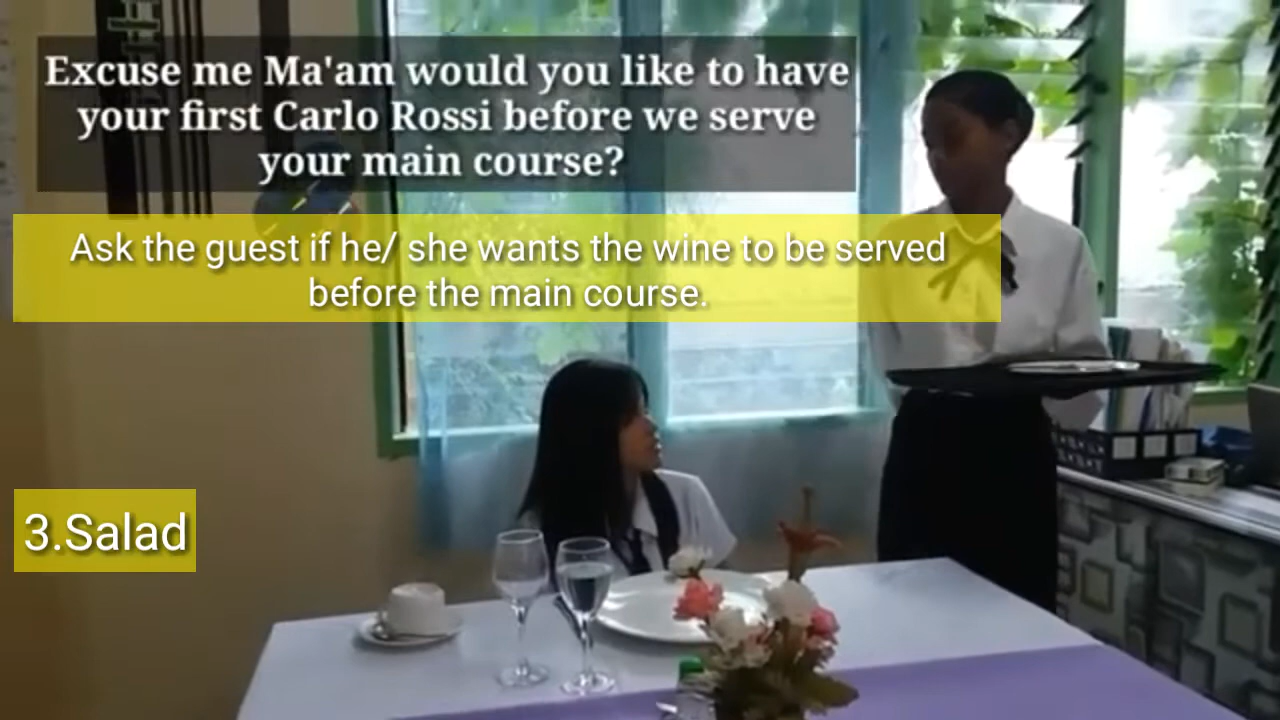 Excuse me Ma'am would you like to have
your first Carlo Rossi before we serve
your main course?
Ask the guest if he/ she wants the wine to be served
before the main course.
3.Salad